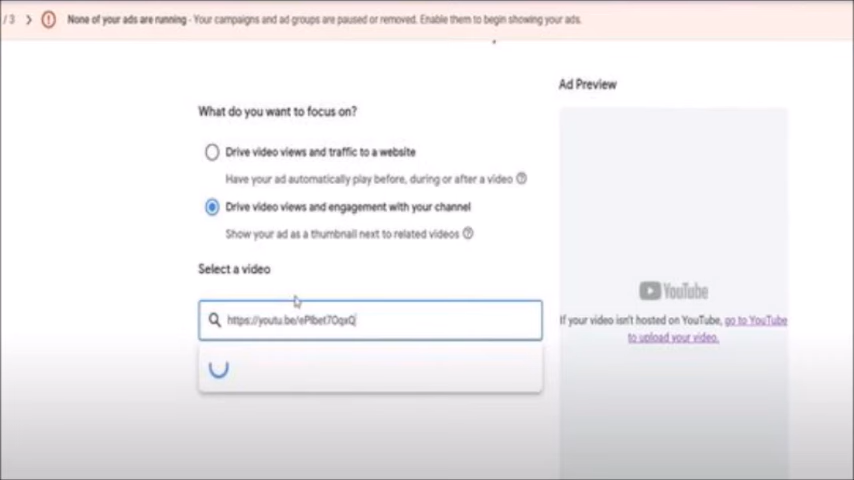 / 3 > None of your ads are running - Your campaigns and ad groups are paused or removed. Enable them to begin showing your ads.
Ad Preview
What do you want to focus on?
Drive video views and traffic to a website
Have your ad automatically play before, during or after a video
Drive video views and engagement with your channel
Show your ad as a thumbnail next to related videos
Select a video
YouTube
If your video isn't hosted on YouTube, go to YouTube
to upload your video.